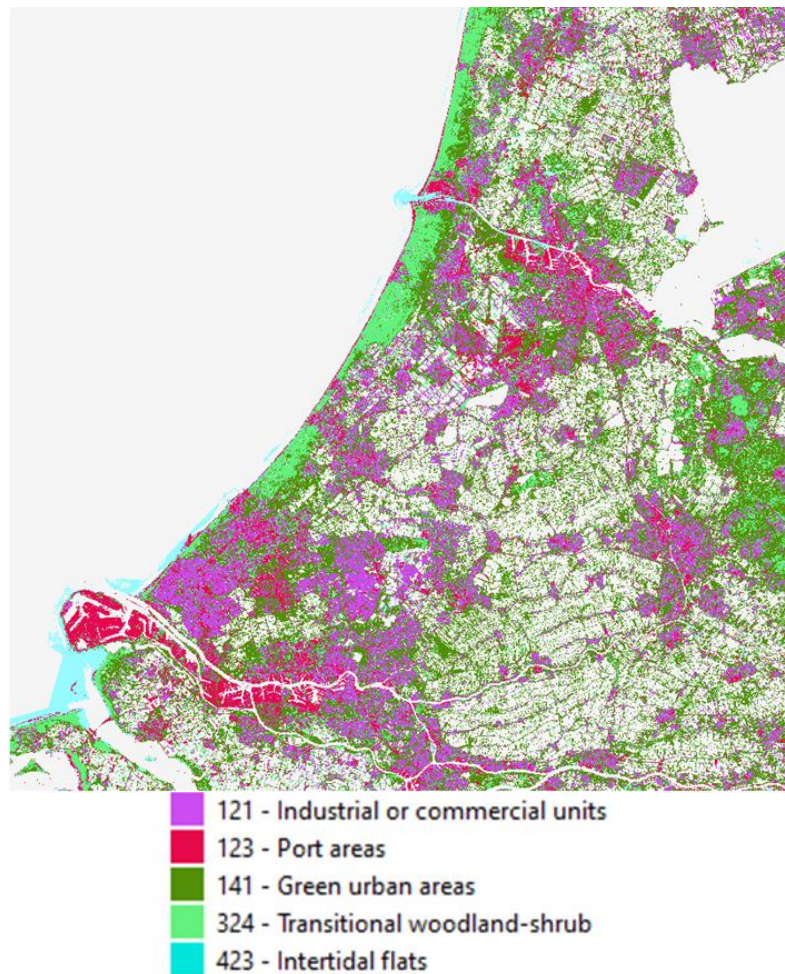 121 - Industrial or commercial units
123 - Port areas
141 - Green urban areas
324 - Transitional woodland-shrub
423 - Intertidal flats